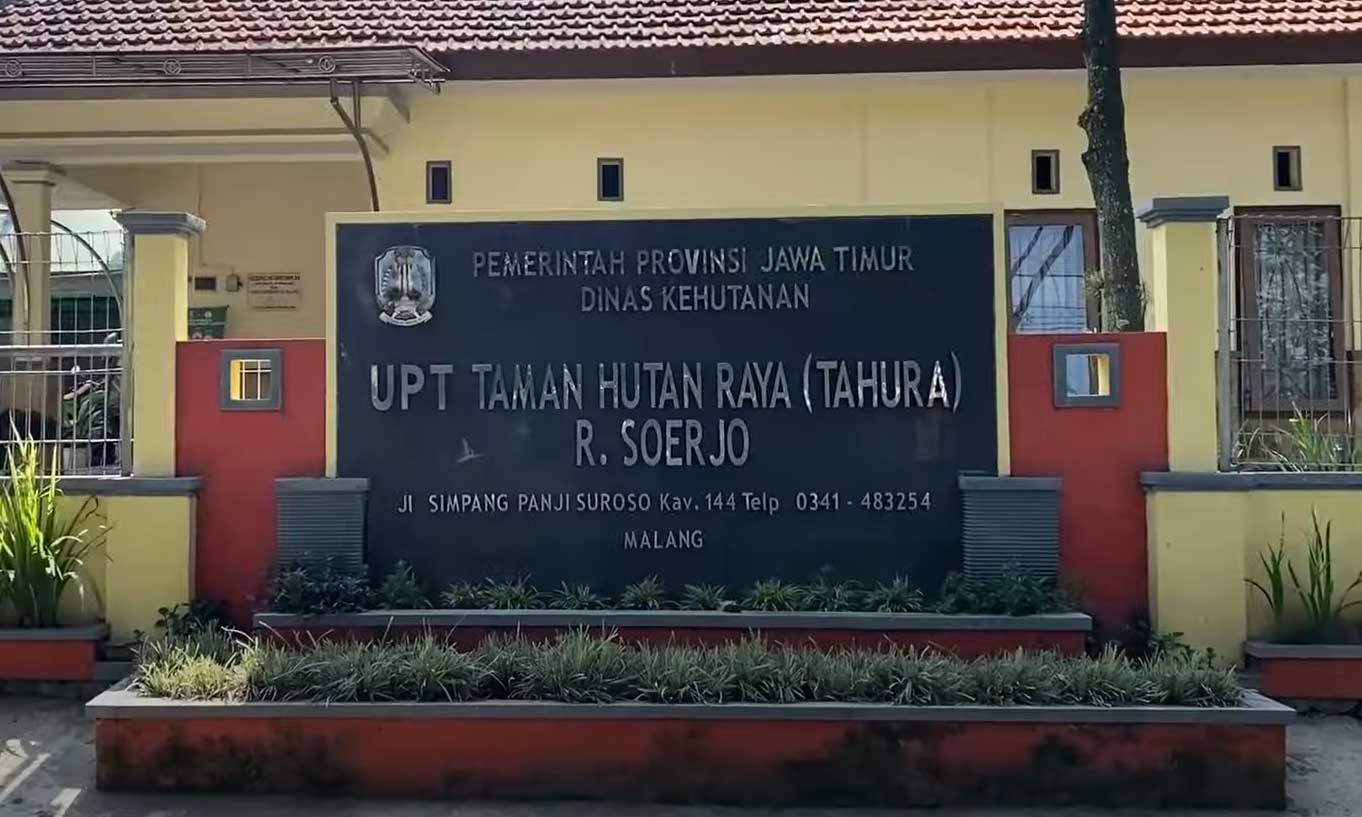 PEMERINTAH PROVINSI JAWA TIMUR
DINAS KEHUTANAN
UPT TAMAN HUTAN RAYA (TAHURA)
R. SOERJO
Jl SIMPANG PANJI SUROSO Kav. 144 Telp 0341 - 483254
MALANG